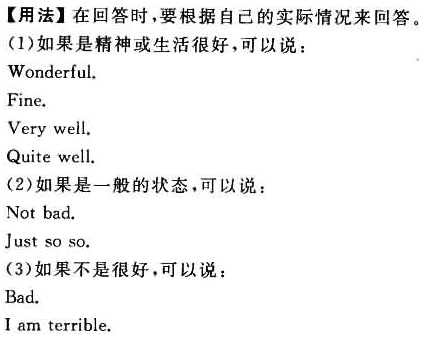 【用法】在回答时,要根据自己的实际情况来回答。
(1)如果是精神或生活很好,可以说:
Wonderful.
Fine.
Very well.
Quite well.
(2)如果是一般的状态,可以说:
Not bad.
Just so so.
(3)如果不是很好,可以说:
Bad.
I am terrible.